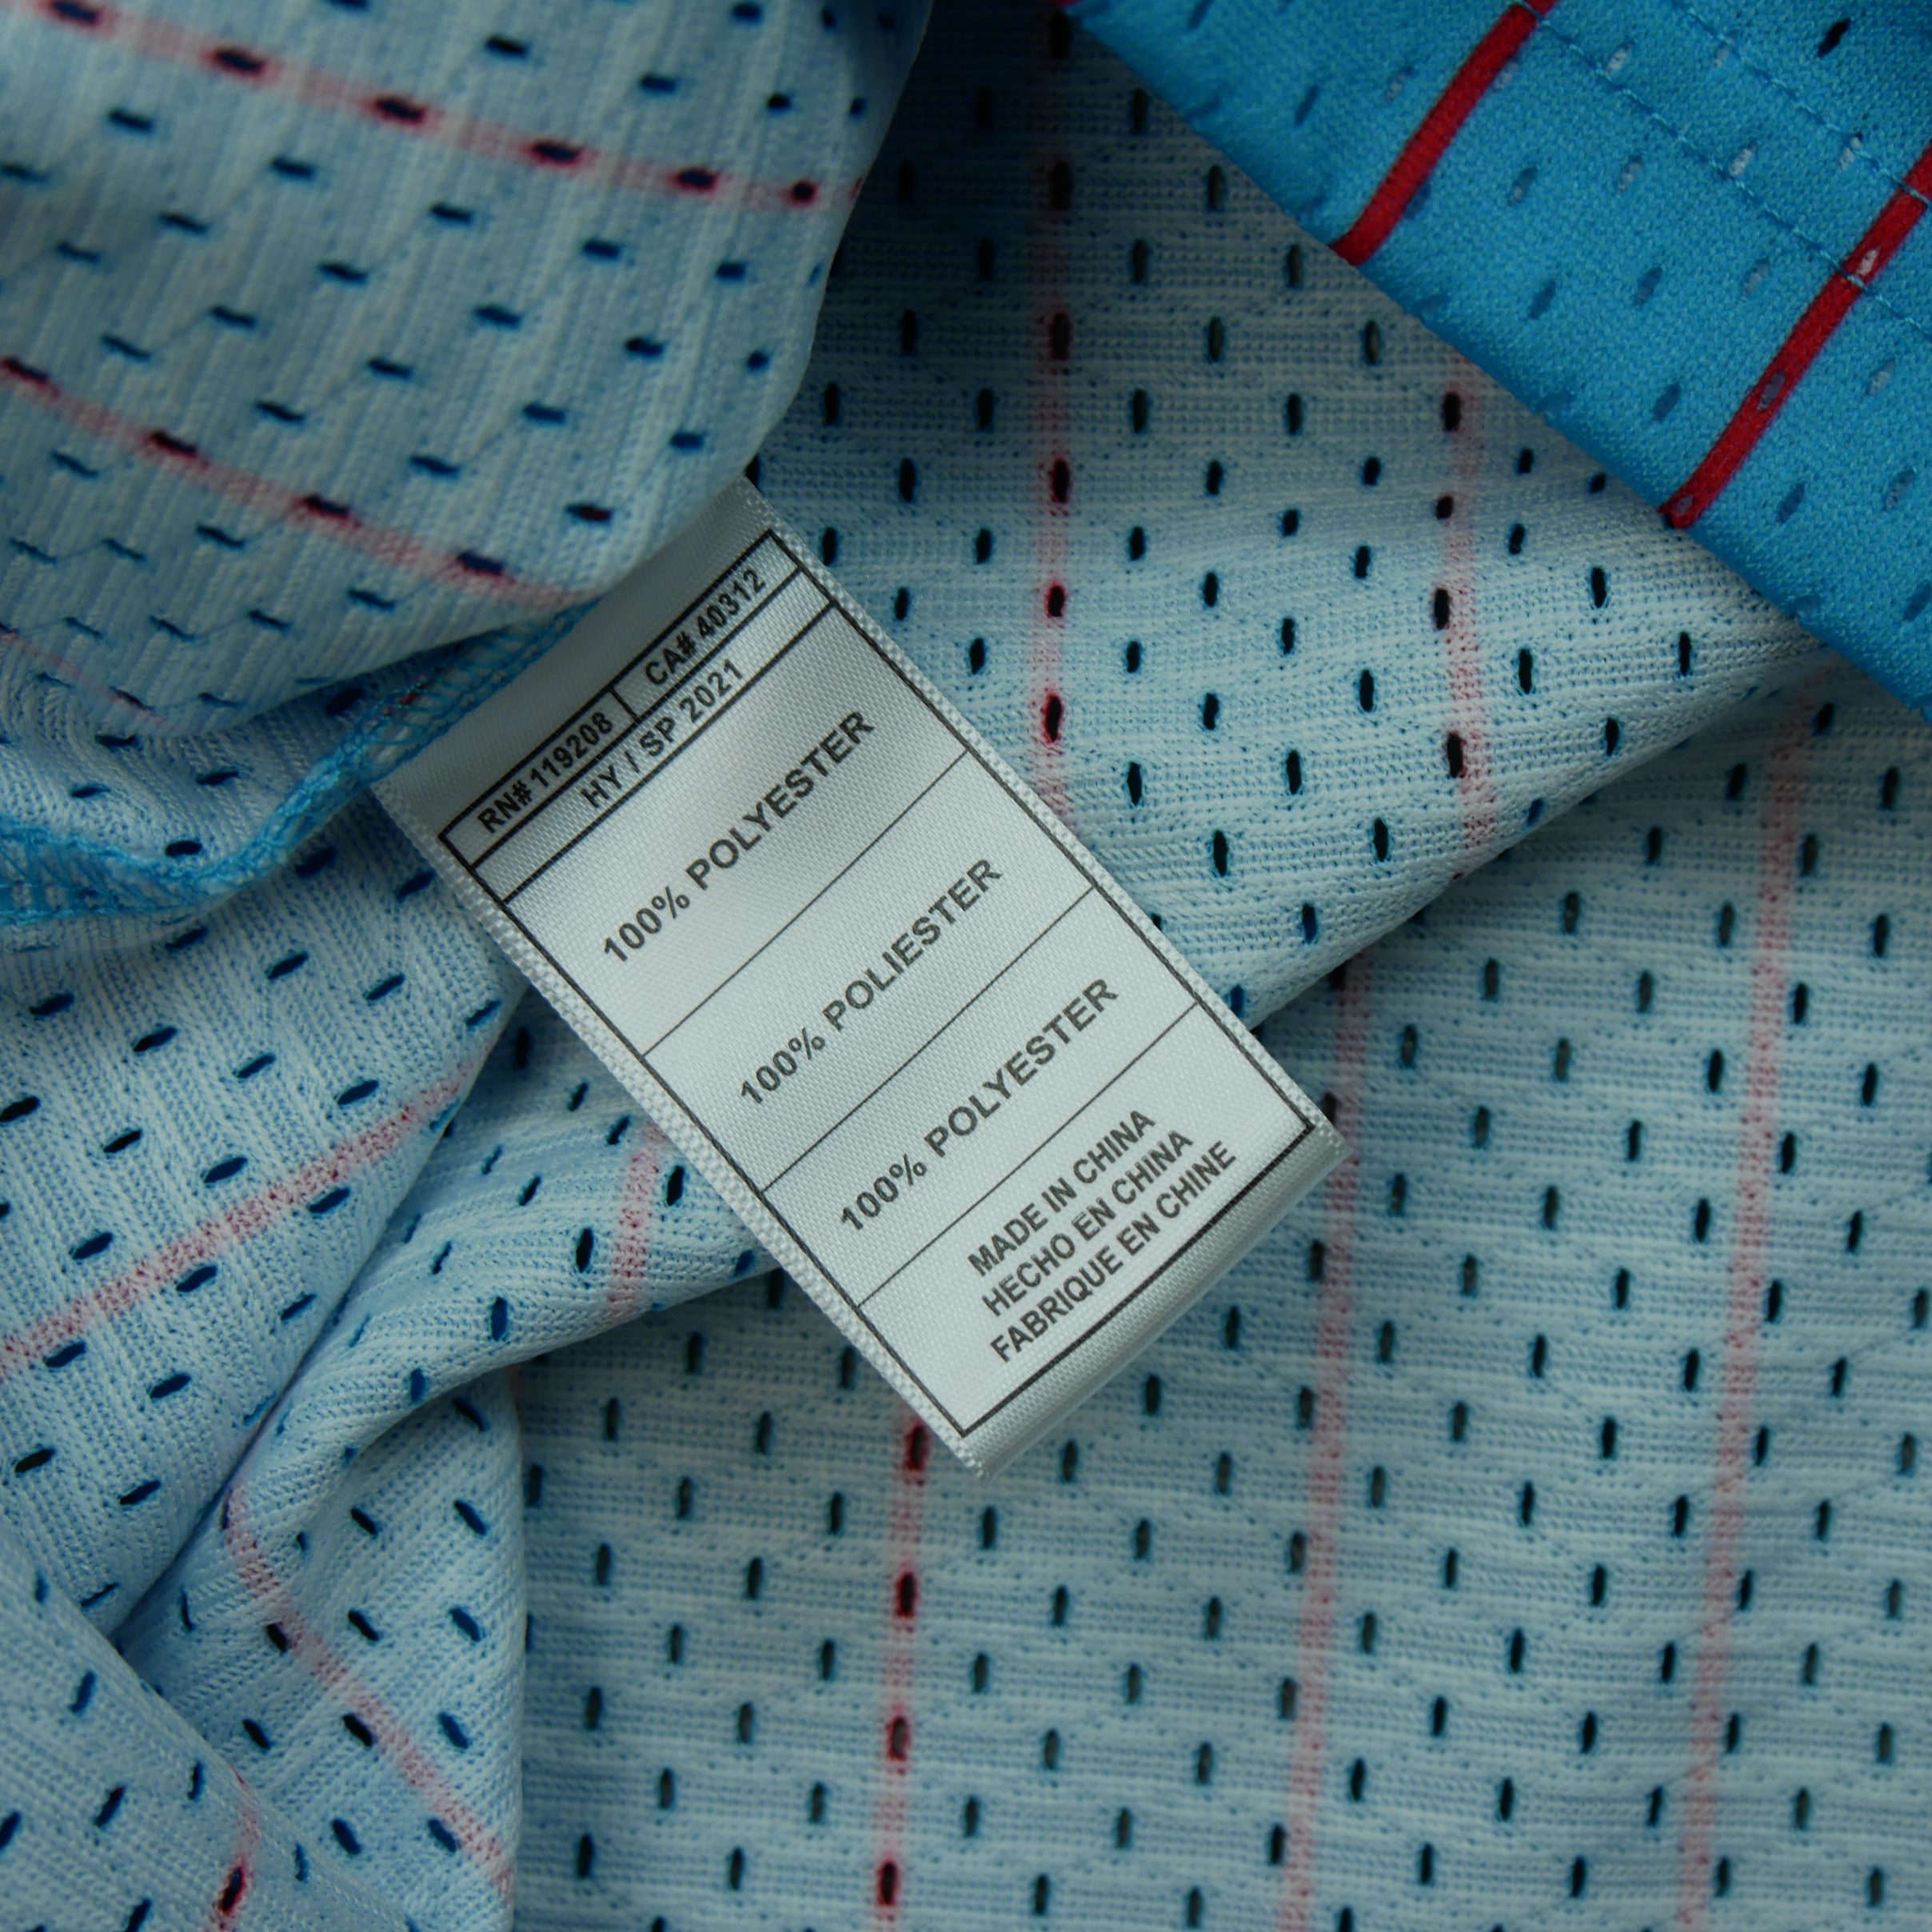 RN# 119208 CA# 40312
HY / SP 2021
100% POLYESTER
100% POLIESTER
100% POLYESTER
MADE IN CHINA
HECHO EN CHINA
FABRIQUE EN CHINE